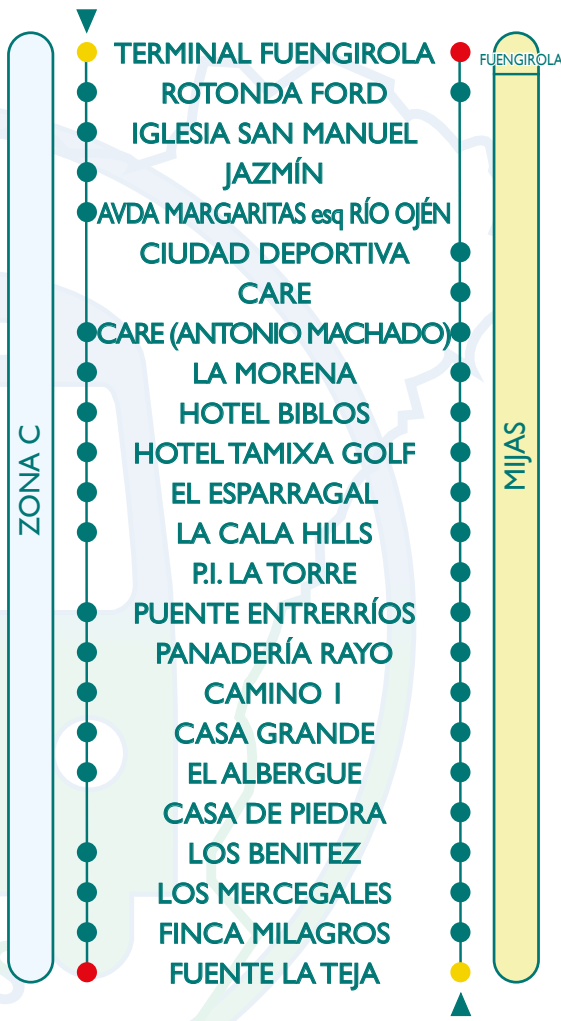 TERMINAL FUENGIROLA
FUENGIROLA
ROTONDA FORD
IGLESIA SAN MANUEL
JAZMÍN
AVDA MARGARITAS esq RÍO OJÉN
CIUDAD DEPORTIVA
CARE
CARE (ANTONIO MACHADO)
LA MORENA
HOTEL BIBLOS
HOTEL TAMIXA GOLF
EL ESPARRAGAL
LA CALA HILLS
P.I. LA TORRE
PUENTE ENTRERRÍOS
PANADERÍA RAYO
CAMINO 1
CASA GRANDE
EL ALBERGUE
CASA DE PIEDRA
LOS BENITEZ
LOS MERCEGALES
FINCA MILAGROS
FUENTE LA TEJA
ZONA C
MIJAS